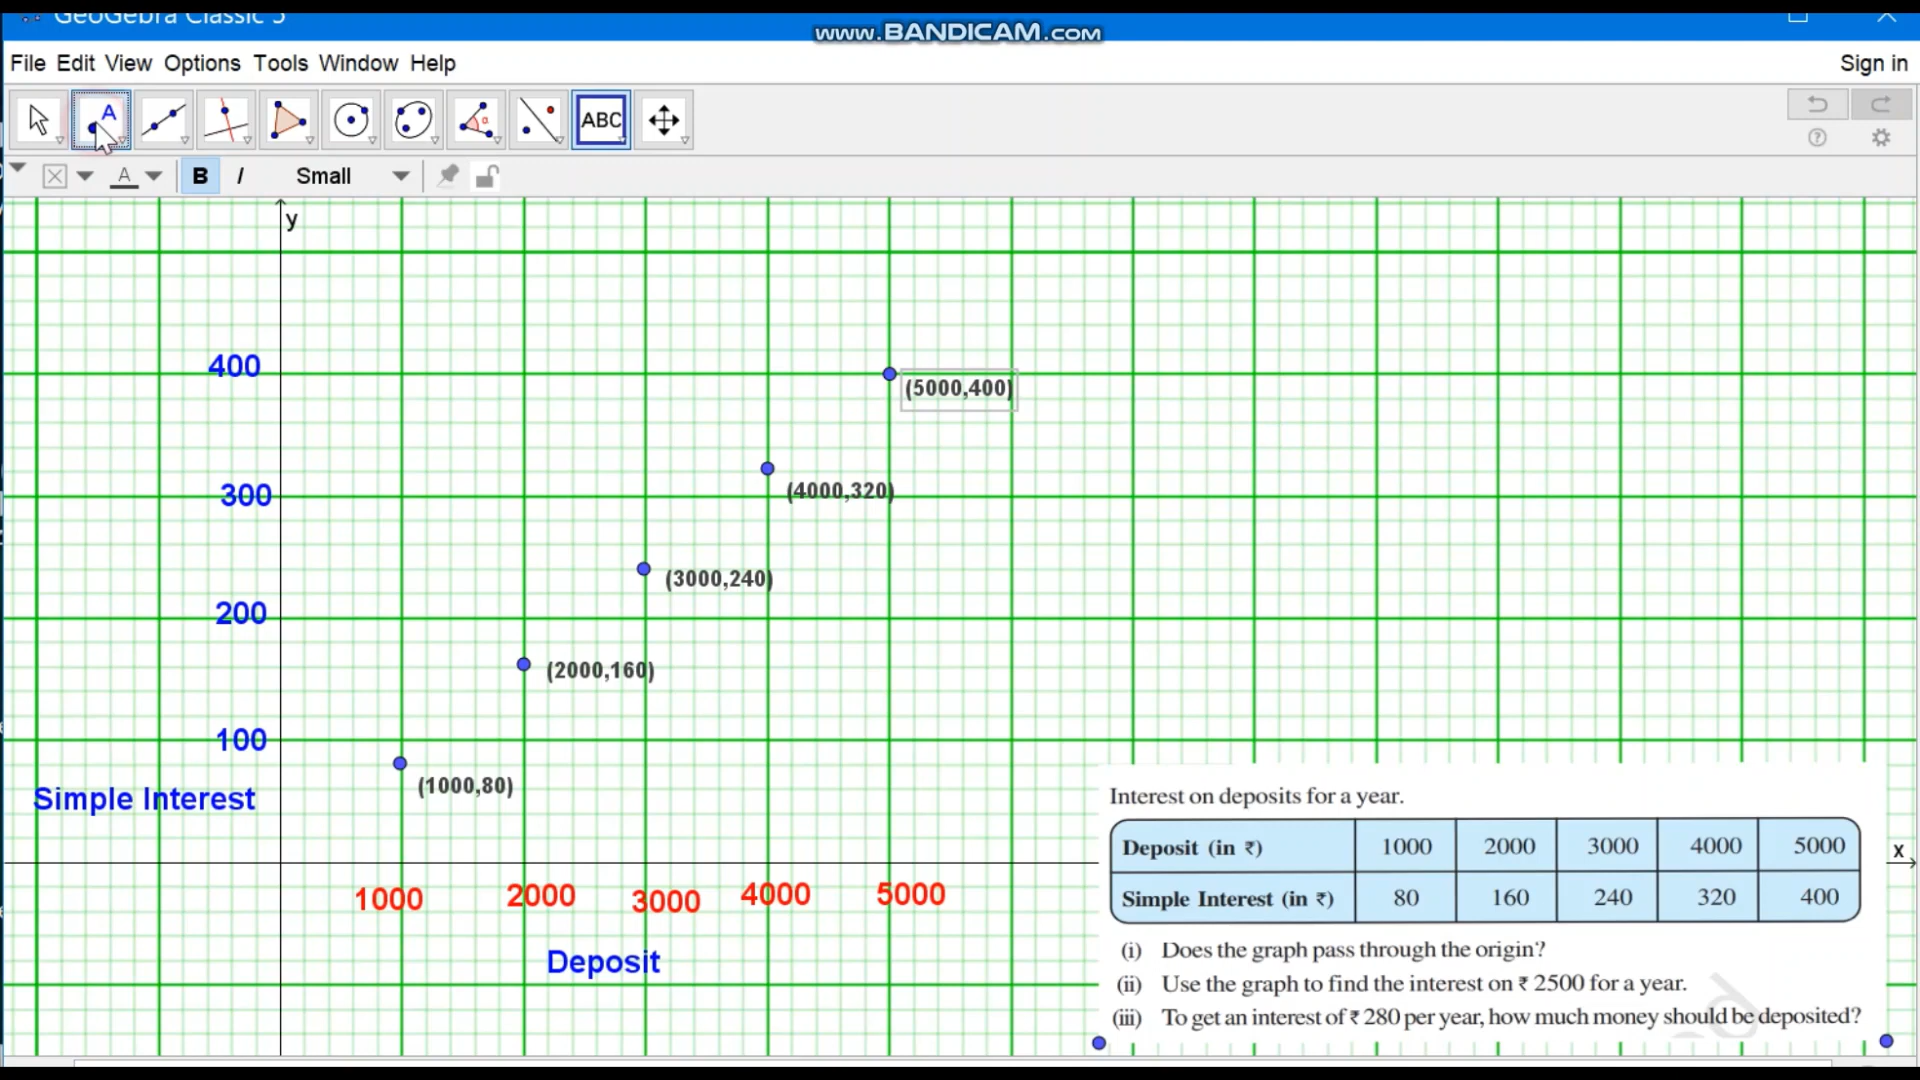 GeoGebra Classic 5
www.BANDICAM.com
File Edit View Options Tools Window Help
Sign in
A
ABC
A B I Small
y
400
(5000,400)
300
(4000,320)
(3000,240)
200
(2000,160)
100
(1000,80)
Simple Interest
x
1000 2000 3000 4000 5000
Deposit
Interest on deposits for a year.
Deposit (in ₹) 1000 2000 3000 4000 5000
Simple Interest (in ₹) 80 160 240 320 400
(i) Does the graph pass through the origin?
(ii) Use the graph to find the interest on ₹ 2500 for a year.
(iii) To get an interest of ₹ 280 per year, how much money should be deposited?